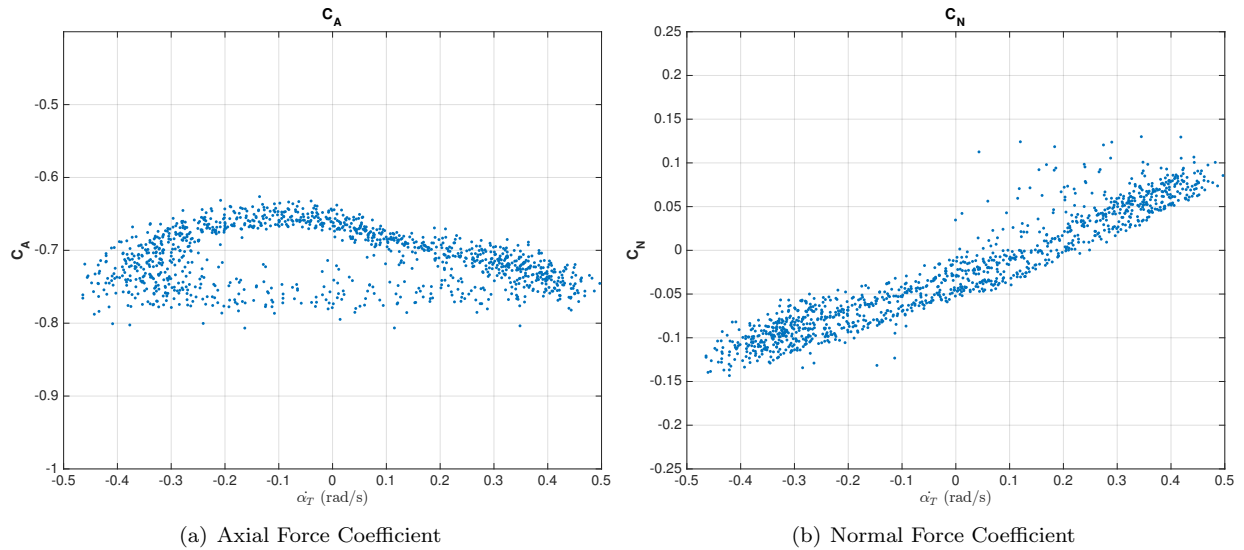 C_A
-0.5
-0.6
-0.7
-0.8
-0.9
-1
C_A
-0.5 -0.4 -0.3 -0.2 -0.1 0 0.1 0.2 0.3 0.4 0.5
α̇_T (rad/s)
(a) Axial Force Coefficient
C_N
0.25
0.2
0.15
0.1
0.05
0
-0.05
-0.1
-0.15
-0.2
-0.25
C_N
-0.5 -0.4 -0.3 -0.2 -0.1 0 0.1 0.2 0.3 0.4 0.5
α̇_T (rad/s)
(b) Normal Force Coefficient